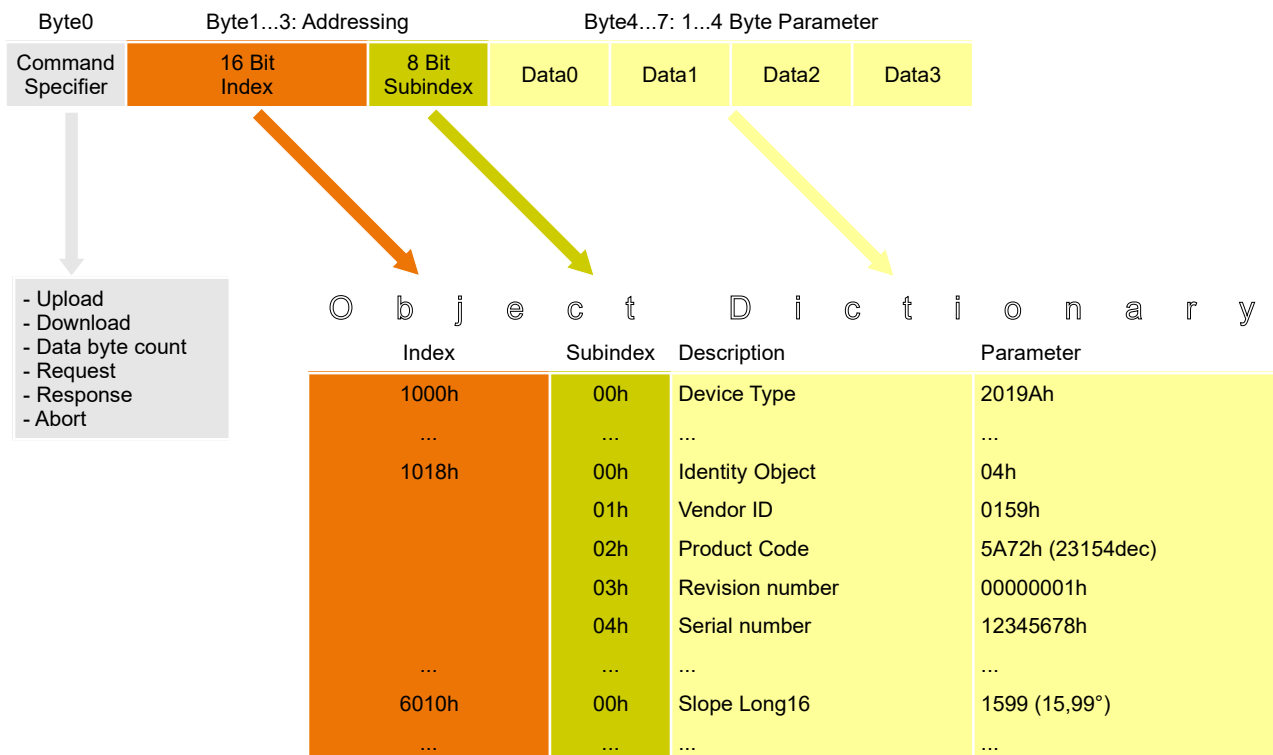 Byte0 Byte1...3: Addressing Byte4...7: 1...4 Byte Parameter
Command Specifier
16 Bit Index
8 Bit Subindex
Data0 Data1 Data2 Data3
- Upload
- Download
- Data byte count
- Request
- Response
- Abort
Object Dictionary
Index Subindex Description Parameter
1000h 00h Device Type 2019Ah
... ... ... ...
1018h 00h Identity Object 04h
01h Vendor ID 0159h
02h Product Code 5A72h (23154dec)
03h Revision number 00000001h
04h Serial number 12345678h
... ... ... ...
6010h 00h Slope Long16 1599 (15,99°)
... ... ... ...